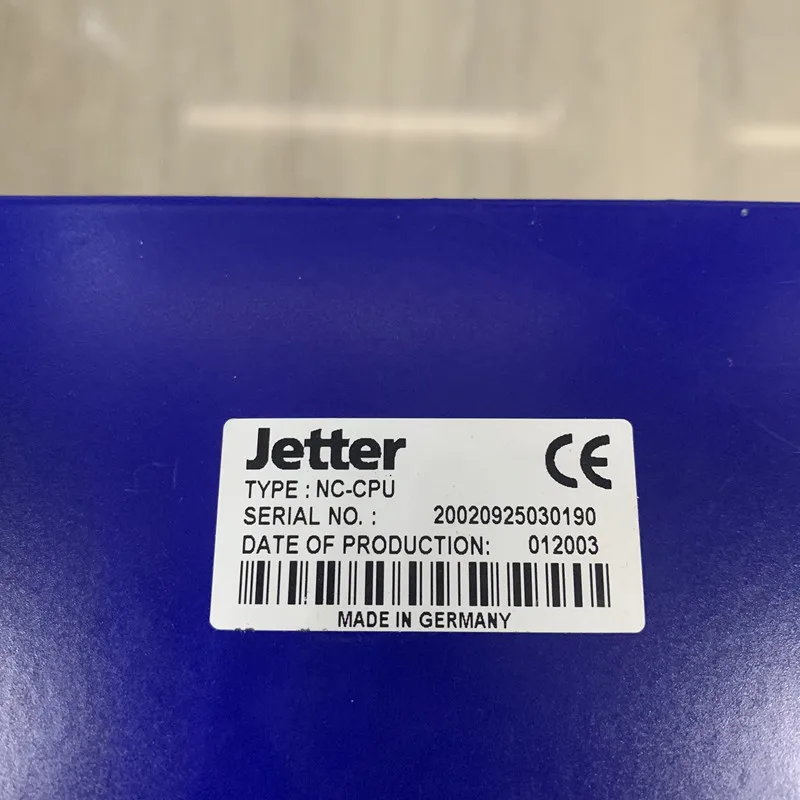 Jetter CE
TYPE : NC-CPU
SERIAL NO. : 20020925030190
DATE OF PRODUCTION: 012003
MADE IN GERMANY